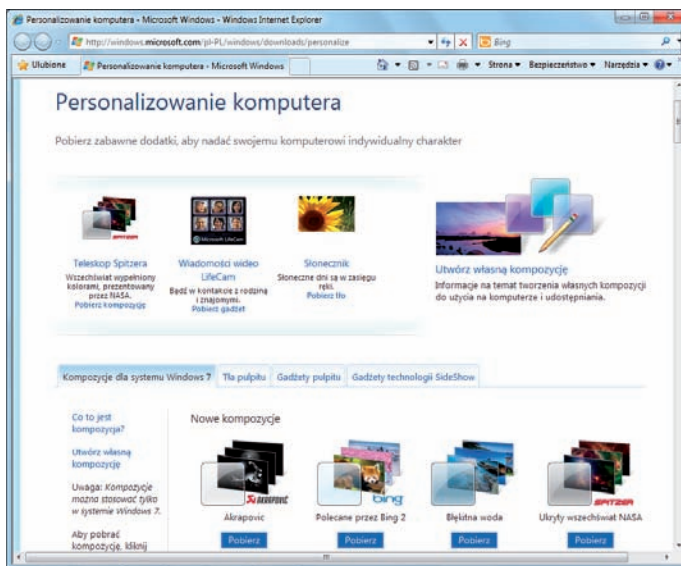 Personalizowanie komputera - Microsoft Windows - Windows Internet Explorer
http://windows.microsoft.com/pl-PL/windows/downloads/personalize
Bing
Ulubione
Personalizowanie komputera - Microsoft Windows
Strona
Bezpieczeństwo
Narzędzia
Personalizowanie komputera
Pobierz zabawne dodatki, aby nadać swojemu komputerowi indywidualny charakter
SPITZER
Microsoft LifeCam
Teleskop Spitzera
Wszechświat wypełniony
kolorami, prezentowany
przez NASA.
Pobierz kompozycję
Wiadomości wideo
LifeCam
Bądź w kontakcie z rodziną
i znajomymi.
Pobierz gadżet
Słonecznik
Słoneczne dni są w zasięgu
ręki.
Pobierz tło
Utwórz własną kompozycję
Informacje na temat tworzenia własnych kompozycji
do użycia na komputerze i udostępniania.
Kompozycje dla systemu Windows 7
Tła pulpitu
Gadżety pulpitu
Gadżety technologii SideShow
Co to jest
kompozycja?
Utwórz własną
kompozycję
Uwaga: Kompozycje
można stosować tylko
w systemie Windows 7.
Aby pobrać
kompozycję, kliknij
Nowe kompozycje
AKRAPOVIČ
Akrapovic
Pobierz
bing
Polecane przez Bing 2
Pobierz
Błękitna woda
Pobierz
SPITZER
Ukryty wszechświat NASA
Pobierz